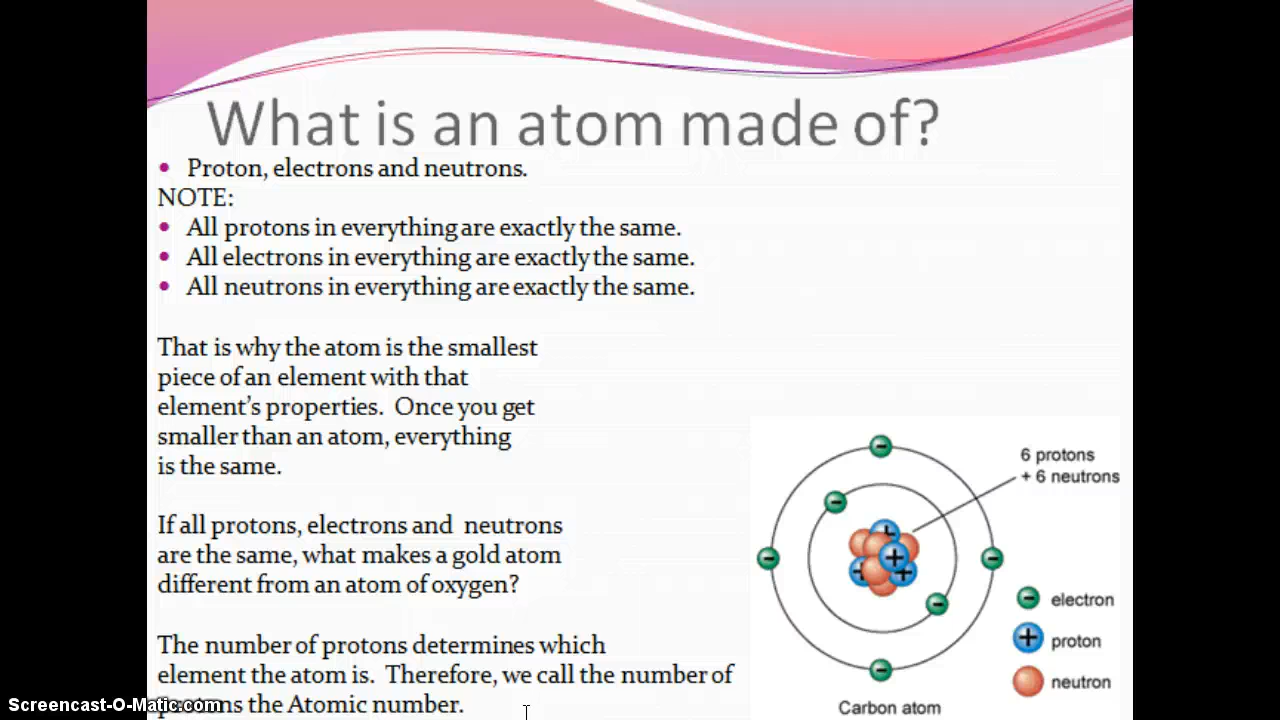 What is an atom made of?
• Proton, electrons and neutrons.
NOTE:
• All protons in everything are exactly the same.
• All electrons in everything are exactly the same.
• All neutrons in everything are exactly the same.
That is why the atom is the smallest
piece of an element with that
element's properties. Once you get
smaller than an atom, everything
is the same.
If all protons, electrons and neutrons
are the same, what makes a gold atom
different from an atom of oxygen?
The number of protons determines which
element the atom is. Therefore, we call the number of
protons the Atomic number.
6 protons
+ 6 neutrons
electron
proton
neutron
Carbon atom
Screencast-O-Matic.com